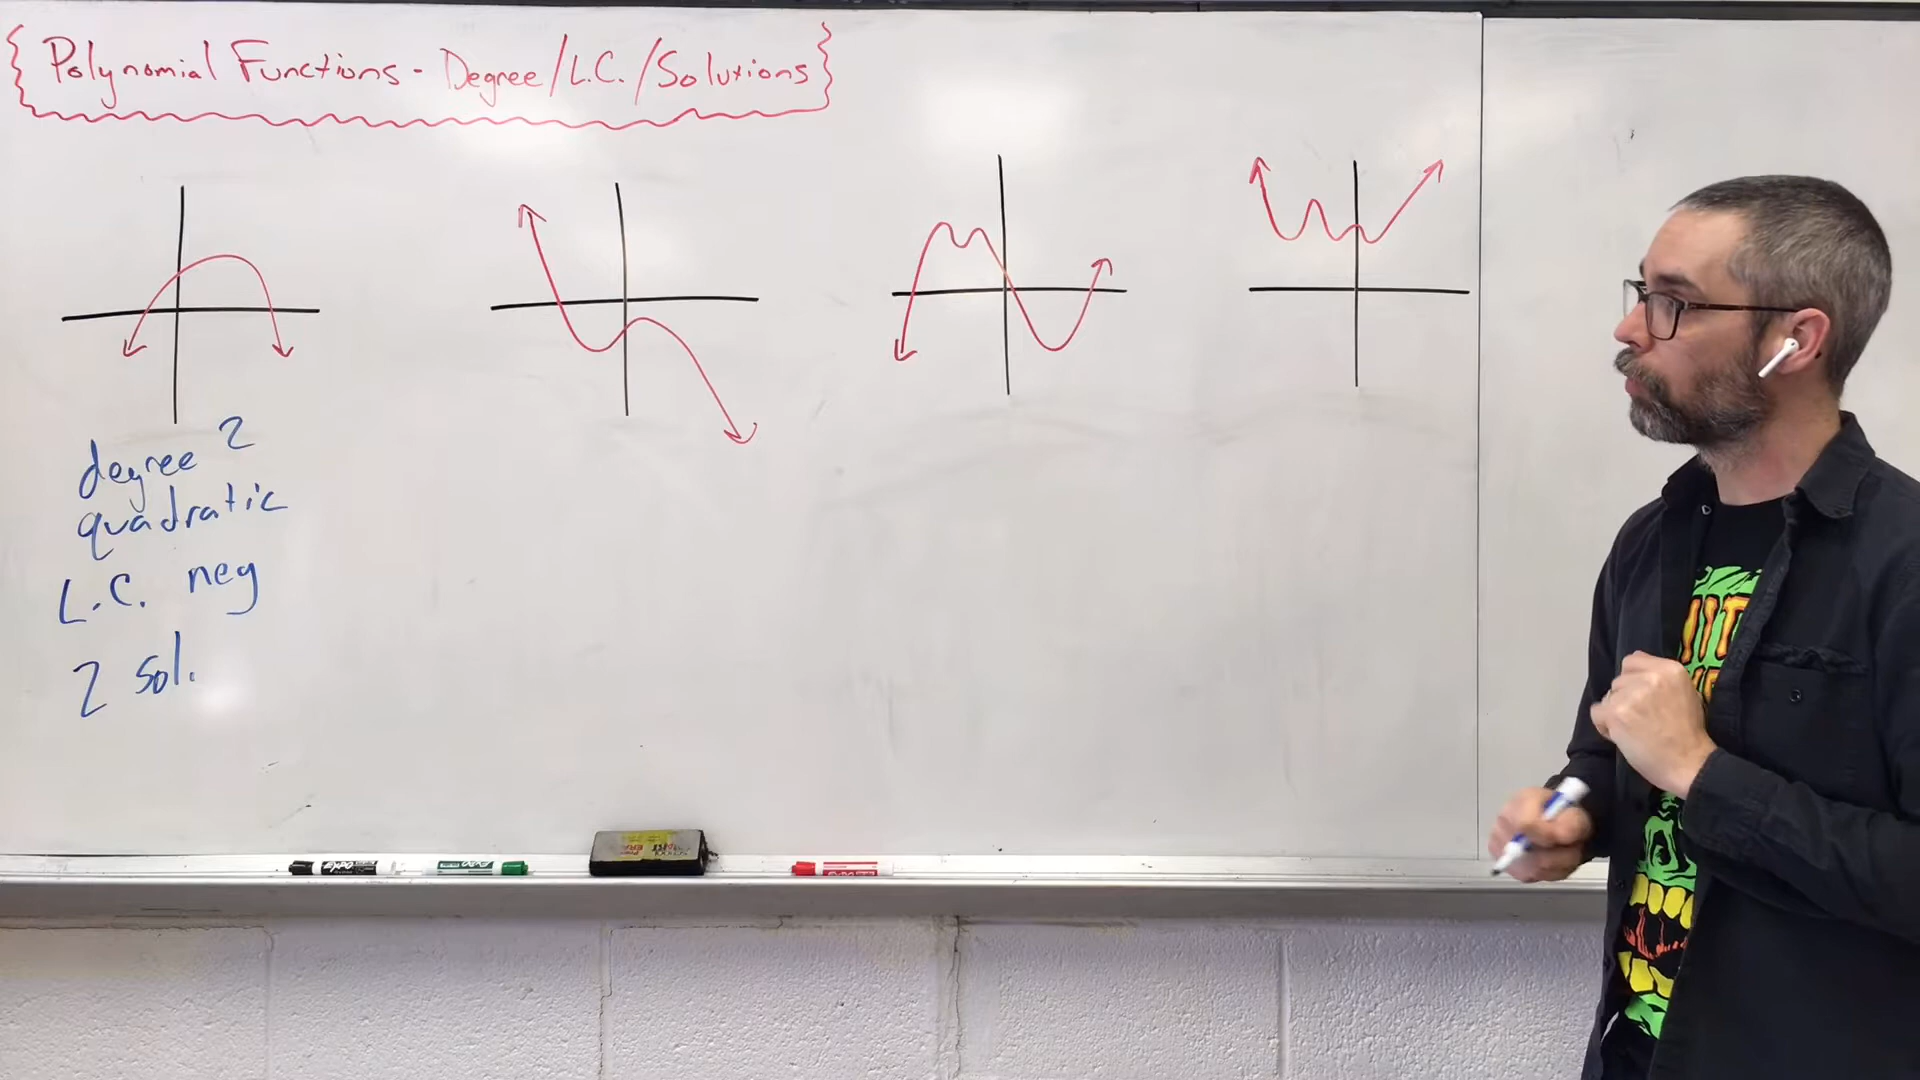 Polynomial Functions - Degree/L.C./Solutions
degree 2
quadratic
L.C. neg
2 sol.